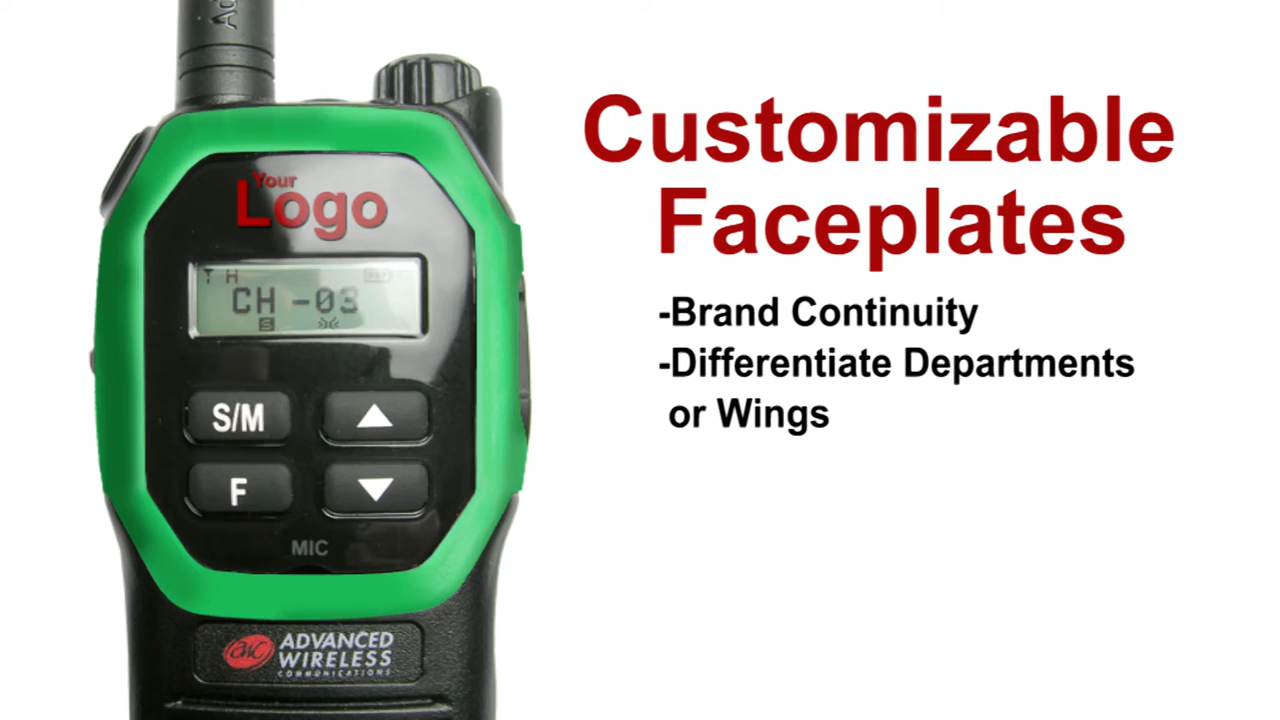 Your
Logo
H
CH -03
S
S/M
F
MIC
AWC
ADVANCED
WIRELESS
COMMUNICATIONS
Customizable
Faceplates
-Brand Continuity
-Differentiate Departments
or Wings